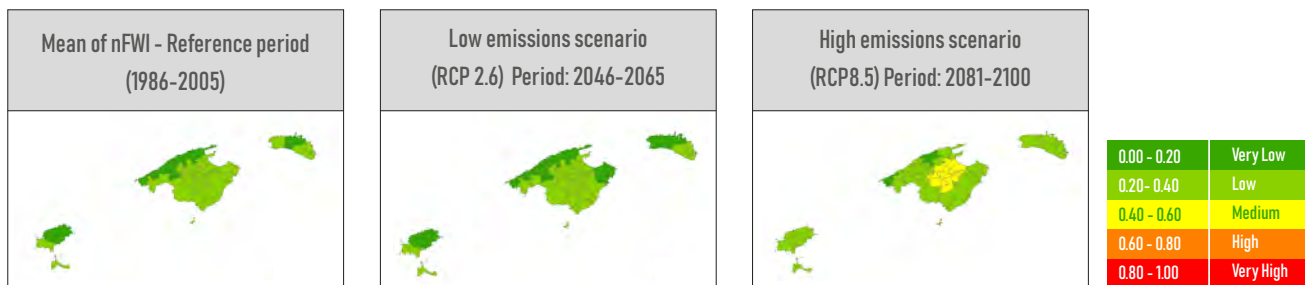 Mean of nFWI - Reference period
(1986-2005)
Low emissions scenario
(RCP 2.6) Period: 2046-2065
High emissions scenario
(RCP8.5) Period: 2081-2100
0.00 - 0.20 Very Low
0.20- 0.40 Low
0.40 - 0.60 Medium
0.60 - 0.80 High
0.80 - 1.00 Very High